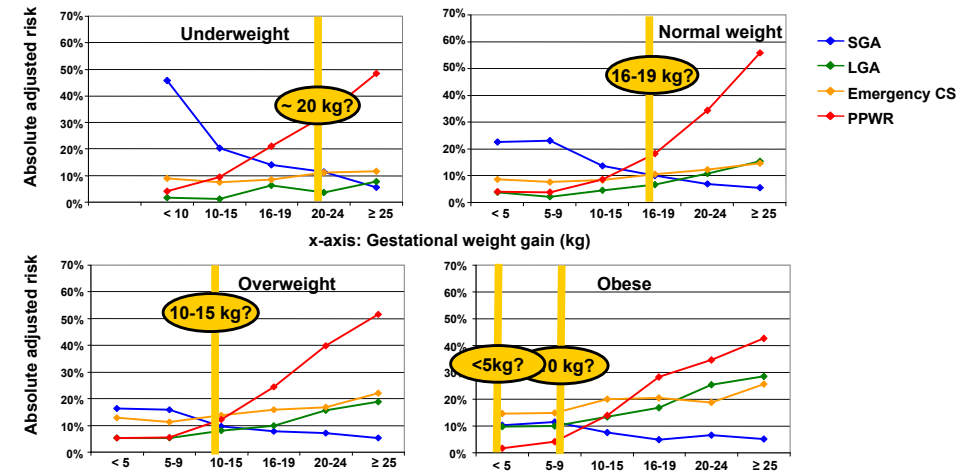 Absolute adjusted risk
70%
60%
50%
40%
30%
20%
10%
0%
Underweight
~ 20 kg?
< 10 10-15 16-19 20-24 ≥ 25
70%
60%
50%
40%
30%
20%
10%
0%
Normal weight
16-19 kg?
< 5 5-9 10-15 16-19 20-24 ≥ 25
SGA
LGA
Emergency CS
PPWR
x-axis: Gestational weight gain (kg)
Absolute adjusted risk
70%
60%
50%
40%
30%
20%
10%
0%
Overweight
10-15 kg?
< 5 5-9 10-15 16-19 20-24 ≥ 25
70%
60%
50%
40%
30%
20%
10%
0%
Obese
<5kg? 0 kg?
< 5 5-9 10-15 16-19 20-24 ≥ 25